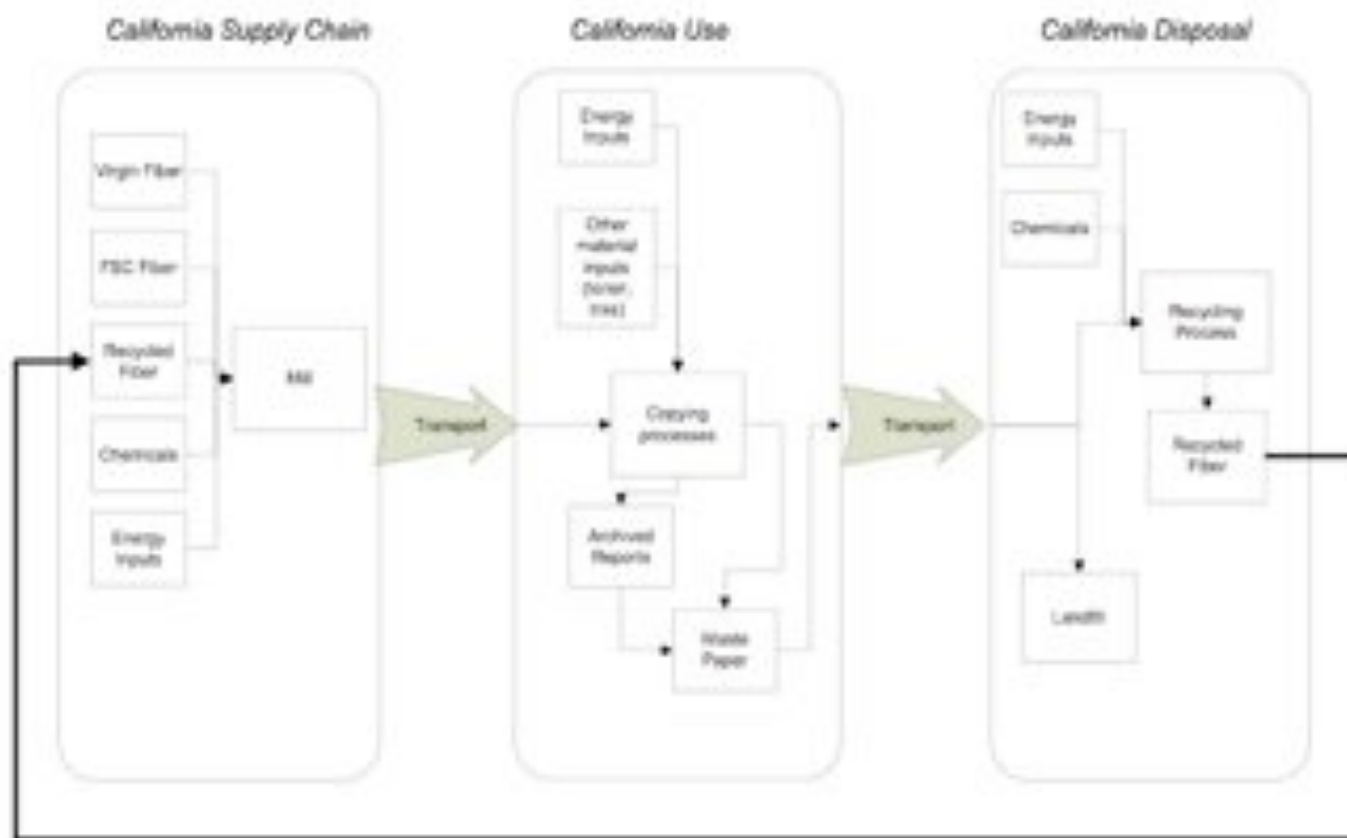 California Supply Chain
California Use
California Disposal
Virgin Fiber
FSC Fiber
Recycled
Fiber
Chemicals
Energy
Inputs
Mill
Transport
Energy
Inputs
Other
material
inputs
(toner,
Copying
processes
Archived
Reports
Waste
Paper
Transport
Energy
Inputs
Chemicals
Recycling
Process
Recycled
Fiber
Landfill